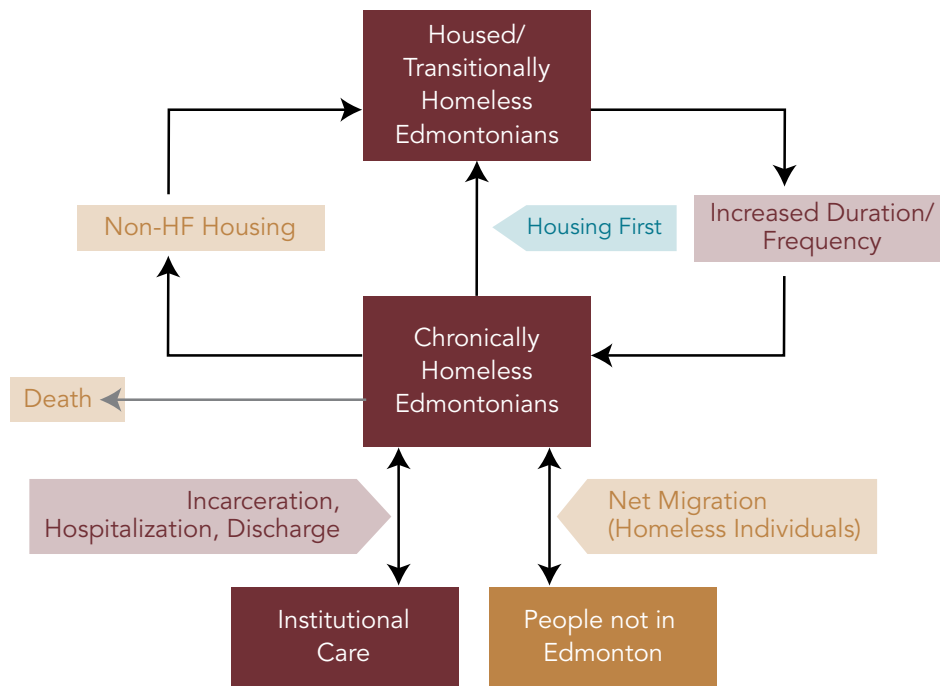 Housed/
Transitionally
Homeless
Edmontonians
Non-HF Housing
Housing First
Increased Duration/
Frequency
Chronically
Homeless
Edmontonians
Death
Incarceration,
Hospitalization, Discharge
Net Migration
(Homeless Individuals)
Institutional
Care
People not in
Edmonton